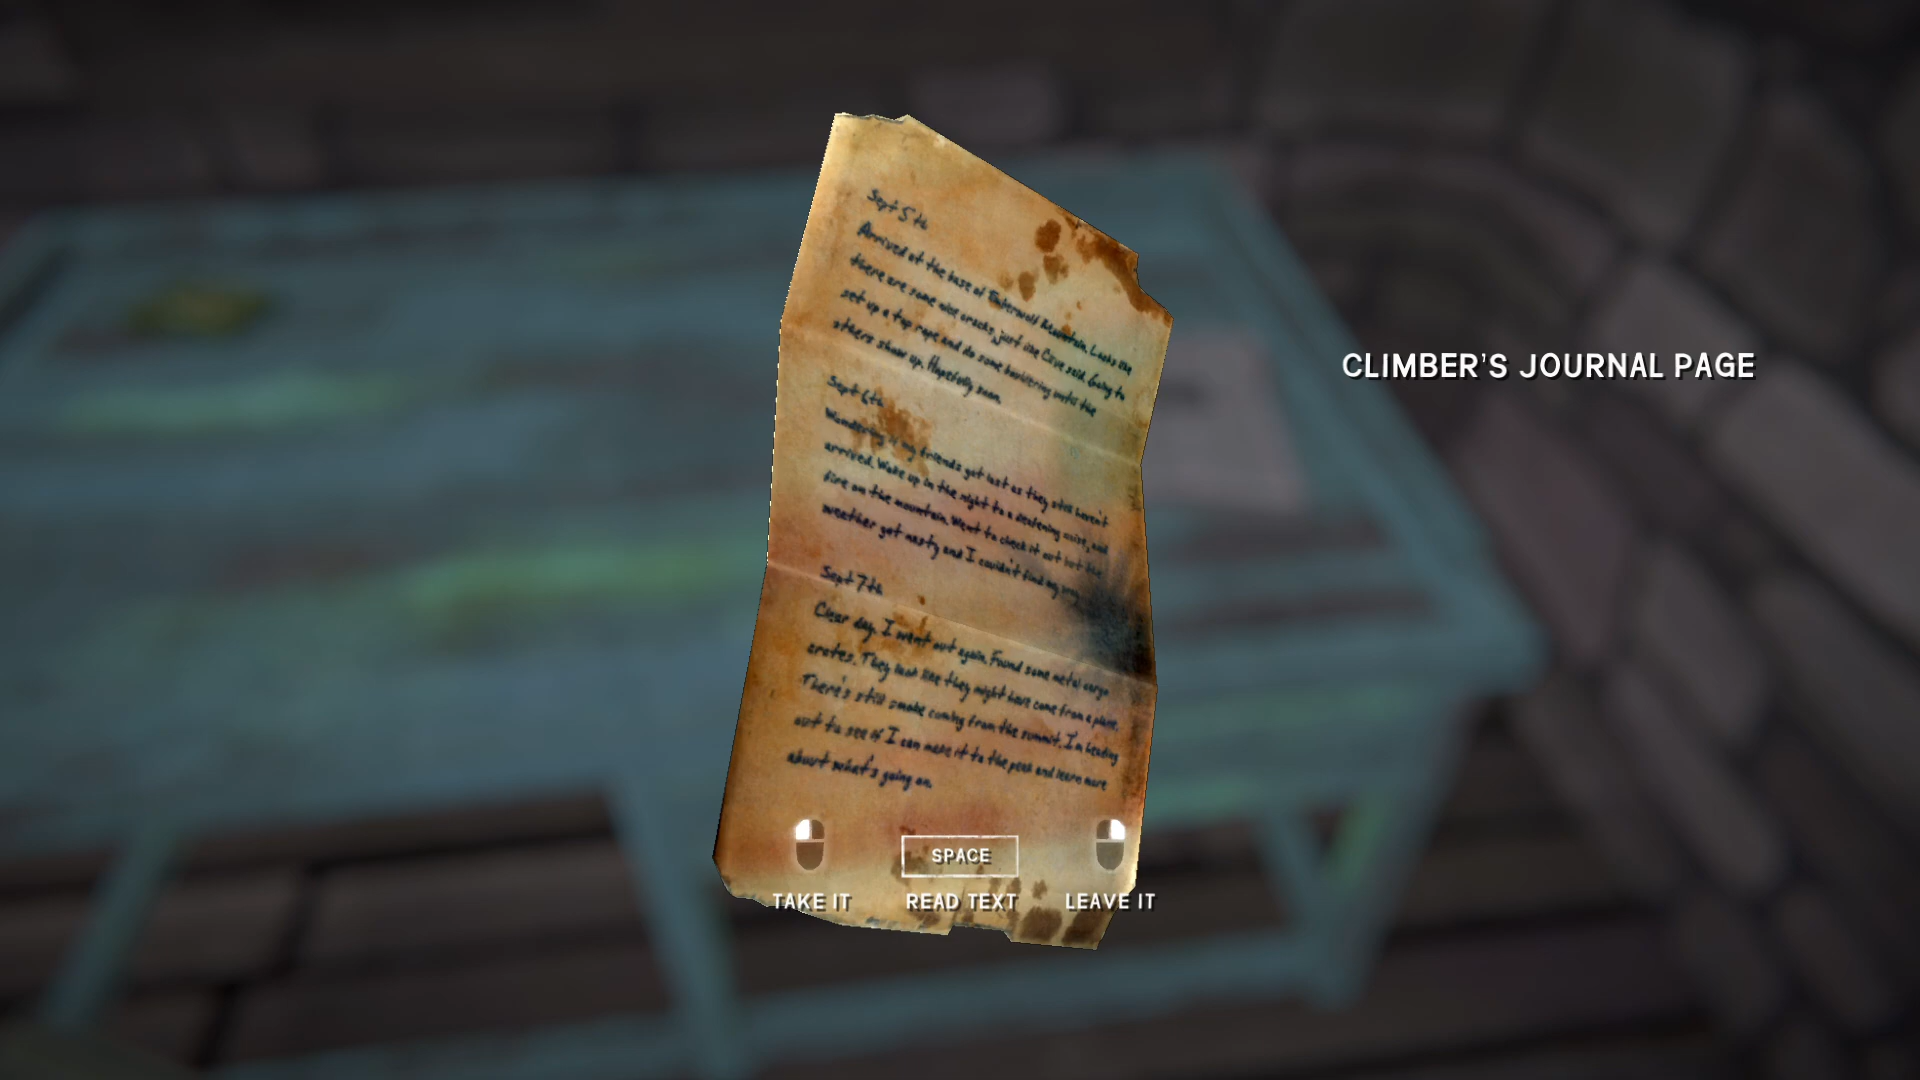 Sept 5th
Arrived at the base of Timberwolf Mountain. Looks like
there are some nice cracks, just like Steve said. Going to
set up a top rope and do some bouldering until the
others show up. Hopefully soon.
Sept 6th
Wondering if my friends got lost as they still haven't
arrived. Woke up in the night to a deafening noise, and
fire on the mountain. Went to check it out but the
weather got nasty and I couldn't find my way.
Sept 7th
Clear day. I went out again. Found some metal cargo
crates. They look like they might have come from a plane.
There's still smoke coming from the summit. I'm heading
out to see if I can make it to the peak and learn more
about what's going on.
CLIMBER'S JOURNAL PAGE
SPACE
TAKE IT
READ TEXT
LEAVE IT